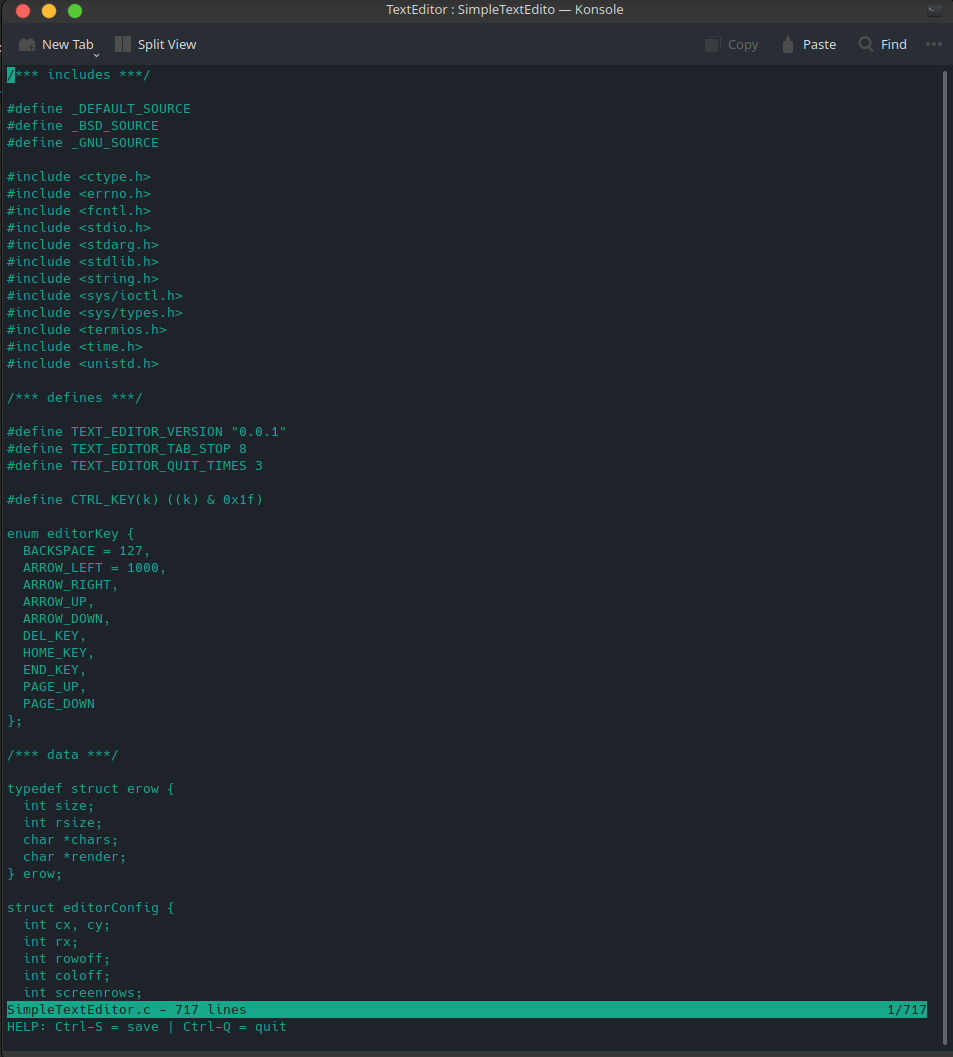 TextEditor : SimpleTextEdito — Konsole
New Tab Split View Copy Paste Find
/*** includes ***/

#define _DEFAULT_SOURCE
#define _BSD_SOURCE
#define _GNU_SOURCE

#include <ctype.h>
#include <errno.h>
#include <fcntl.h>
#include <stdio.h>
#include <stdarg.h>
#include <stdlib.h>
#include <string.h>
#include <sys/ioctl.h>
#include <sys/types.h>
#include <termios.h>
#include <time.h>
#include <unistd.h>

/*** defines ***/

#define TEXT_EDITOR_VERSION "0.0.1"
#define TEXT_EDITOR_TAB_STOP 8
#define TEXT_EDITOR_QUIT_TIMES 3

#define CTRL_KEY(k) ((k) & 0x1f)

enum editorKey {
  BACKSPACE = 127,
  ARROW_LEFT = 1000,
  ARROW_RIGHT,
  ARROW_UP,
  ARROW_DOWN,
  DEL_KEY,
  HOME_KEY,
  END_KEY,
  PAGE_UP,
  PAGE_DOWN
};

/*** data ***/

typedef struct erow {
  int size;
  int rsize;
  char *chars;
  char *render;
} erow;

struct editorConfig {
  int cx, cy;
  int rx;
  int rowoff;
  int coloff;
  int screenrows;
SimpleTextEditor.c - 717 lines 1/717
HELP: Ctrl-S = save | Ctrl-Q = quit